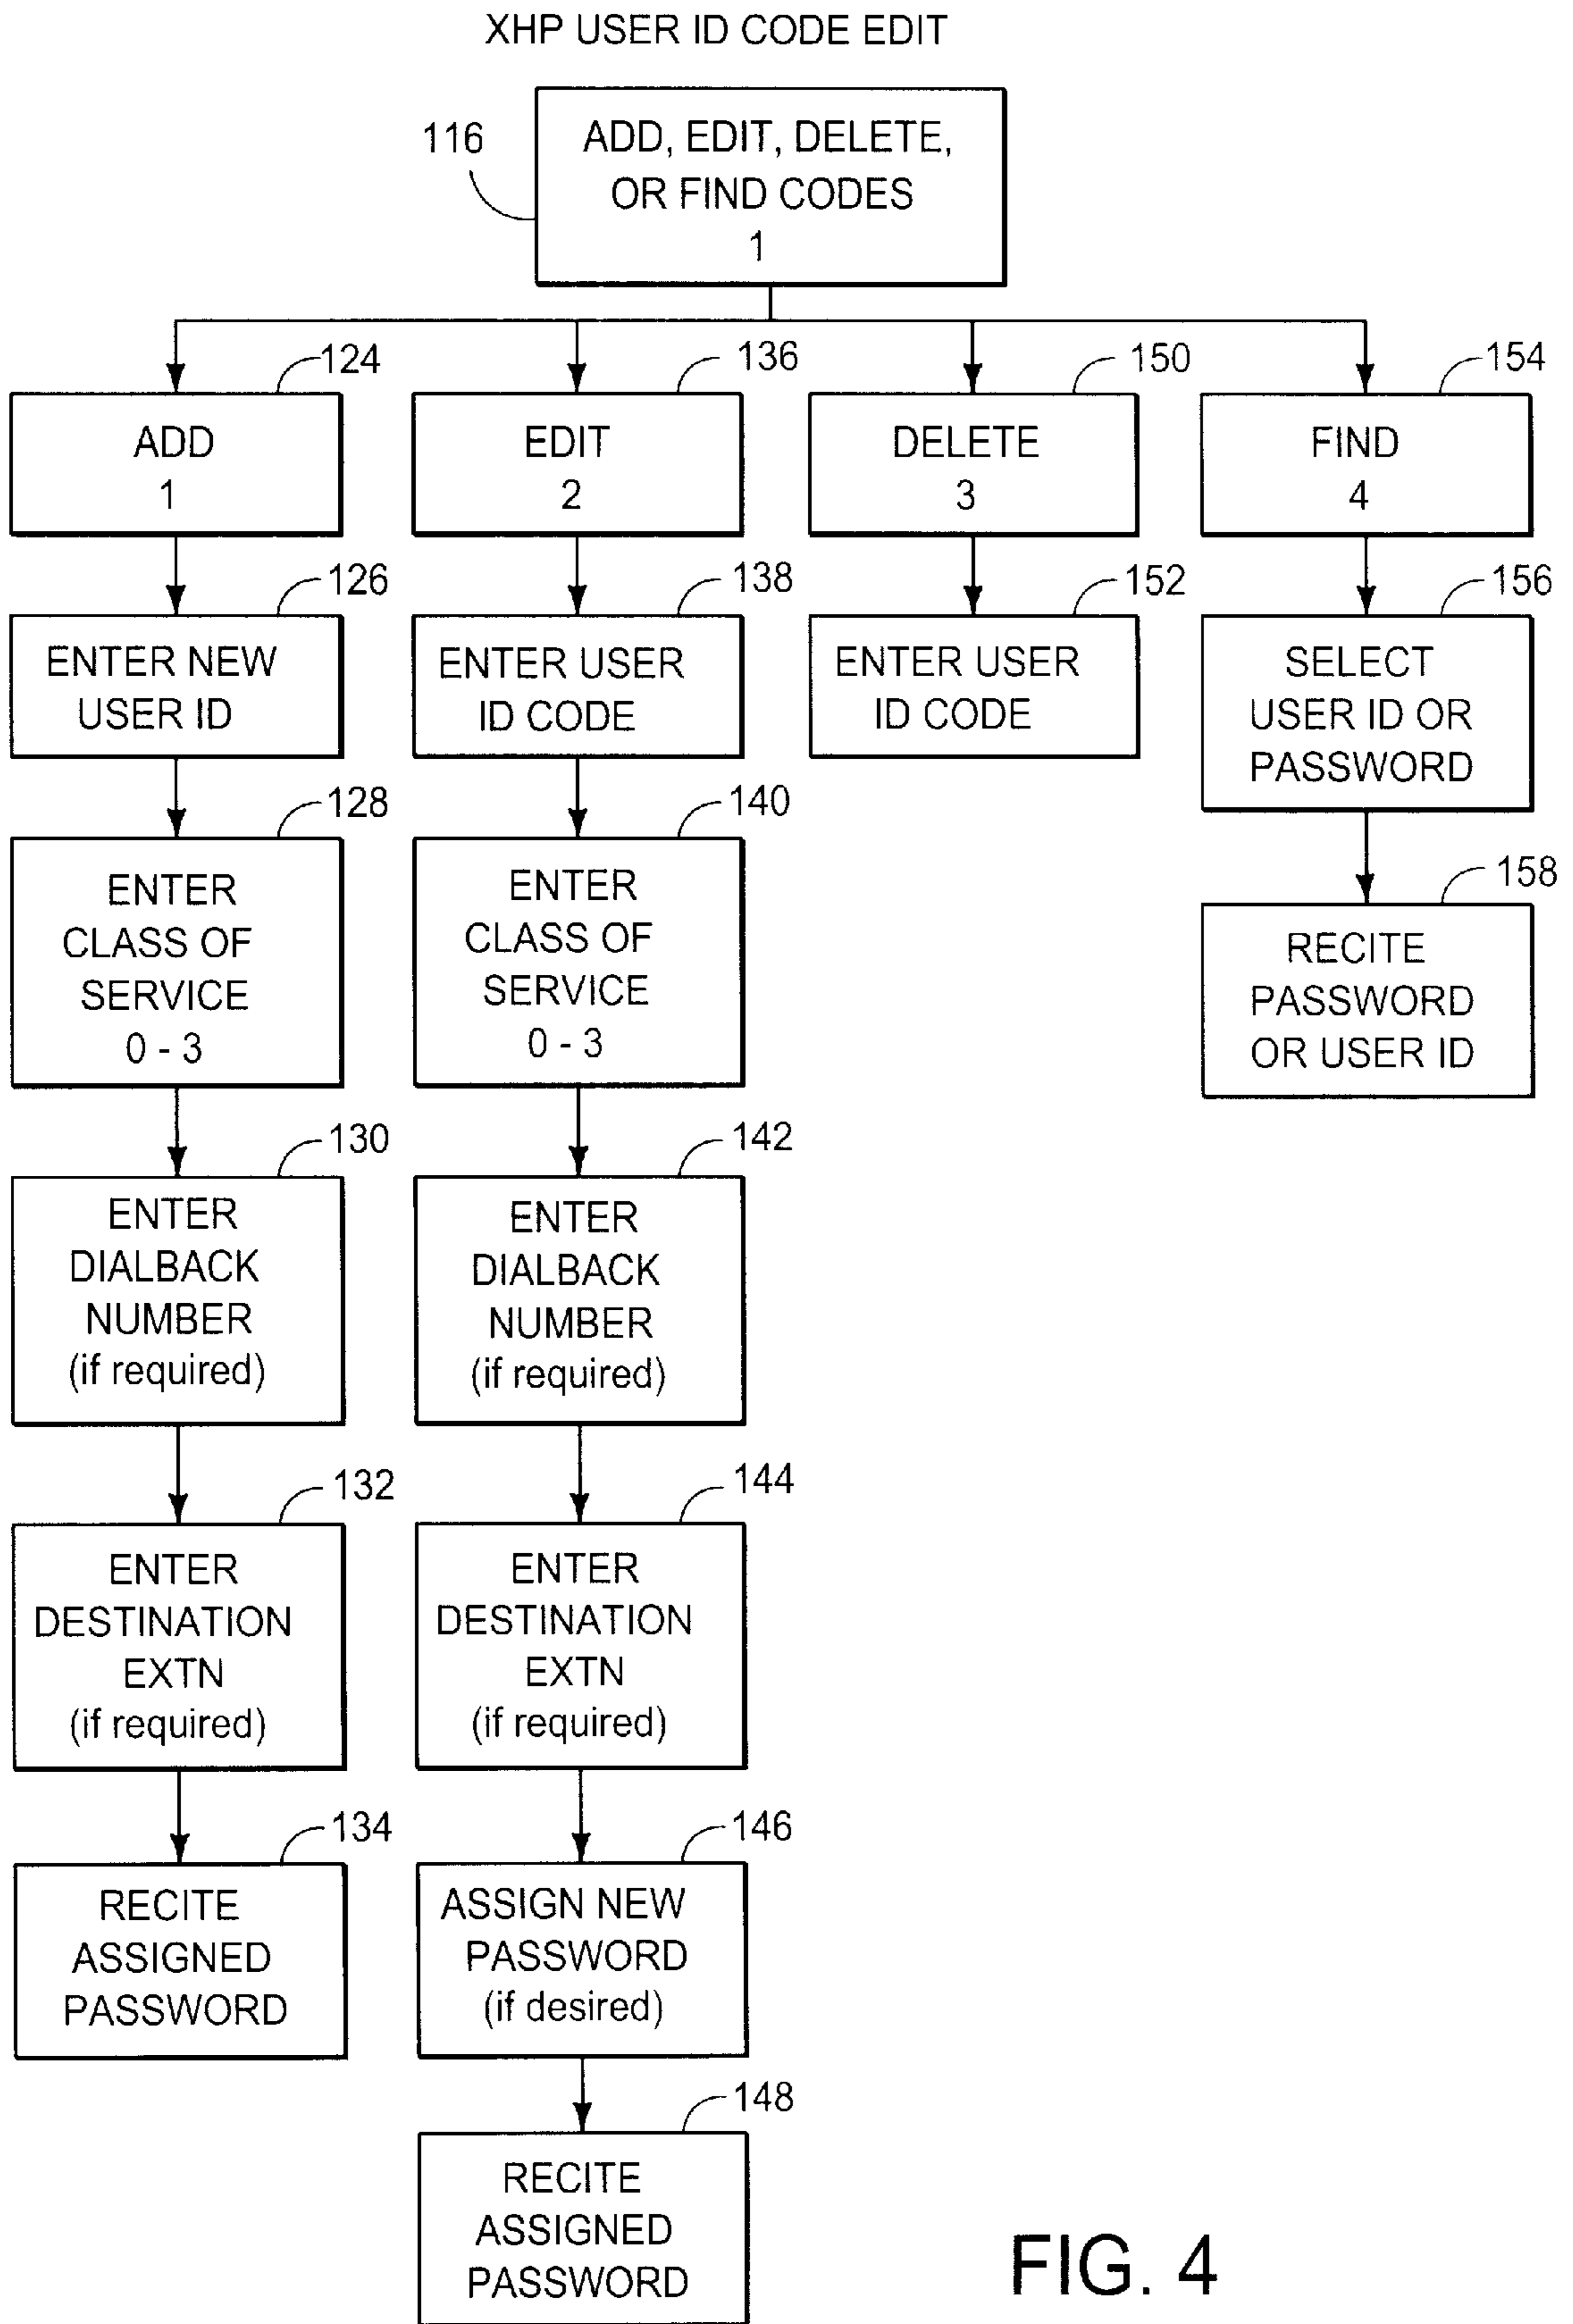 XHP USER ID CODE EDIT
116
ADD, EDIT, DELETE,
OR FIND CODES
1
124
ADD
1
126
ENTER NEW
USER ID
128
ENTER
CLASS OF
SERVICE
0 - 3
130
ENTER
DIALBACK
NUMBER
(if required)
132
ENTER
DESTINATION
EXTN
(if required)
134
RECITE
ASSIGNED
PASSWORD
136
EDIT
2
138
ENTER USER
ID CODE
140
ENTER
CLASS OF
SERVICE
0 - 3
142
ENTER
DIALBACK
NUMBER
(if required)
144
ENTER
DESTINATION
EXTN
(if required)
146
ASSIGN NEW
PASSWORD
(if desired)
148
RECITE
ASSIGNED
PASSWORD
150
DELETE
3
152
ENTER USER
ID CODE
154
FIND
4
156
SELECT
USER ID OR
PASSWORD
158
RECITE
PASSWORD
OR USER ID
FIG. 4